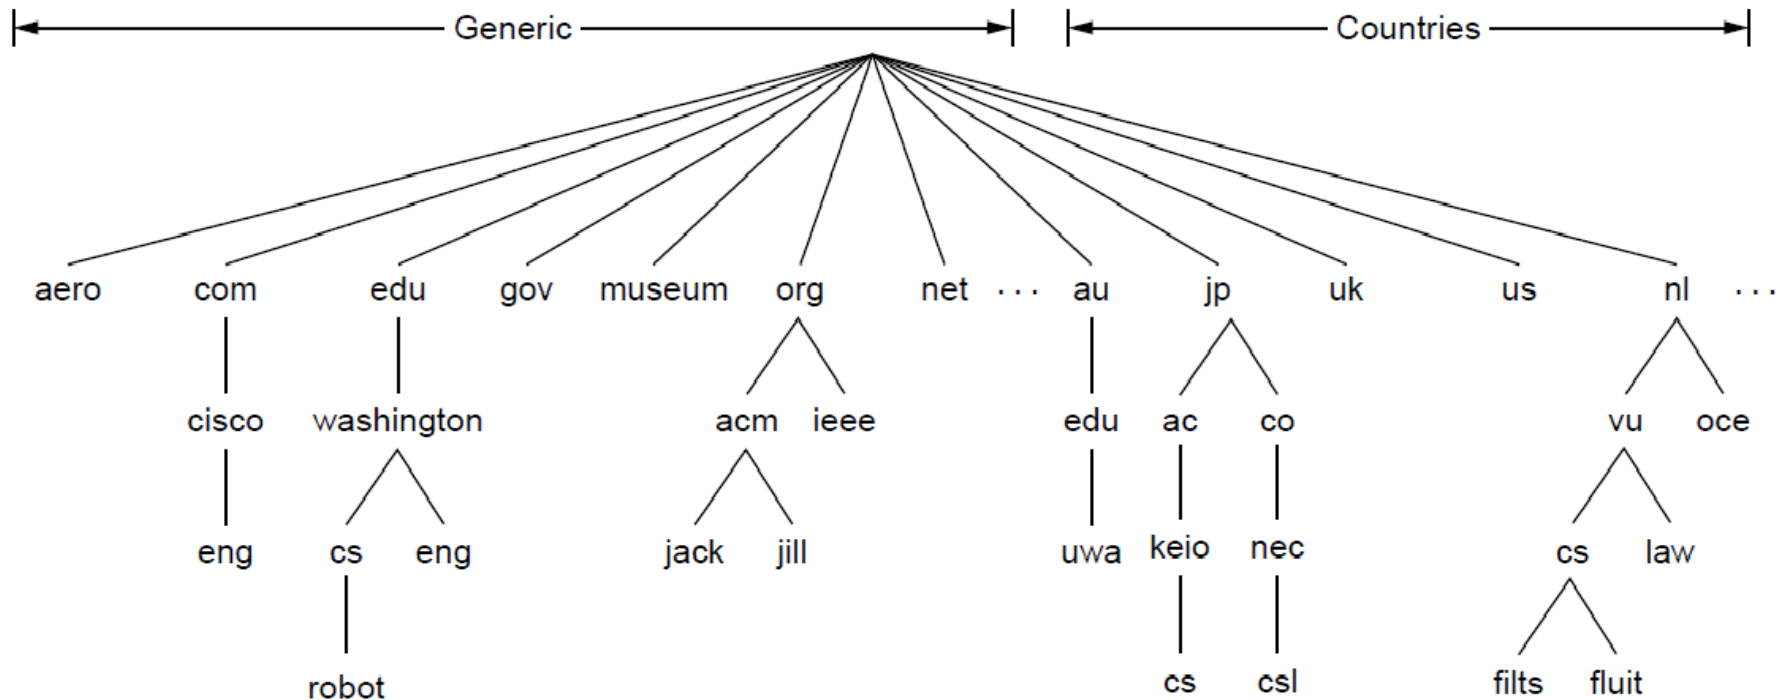 Generic Countries
aero com edu gov museum org net ... au jp uk us nl ...
cisco washington acm ieee edu ac co vu oce
eng cs eng jack jill uwa keio nec cs law
robot cs csl filts fluit